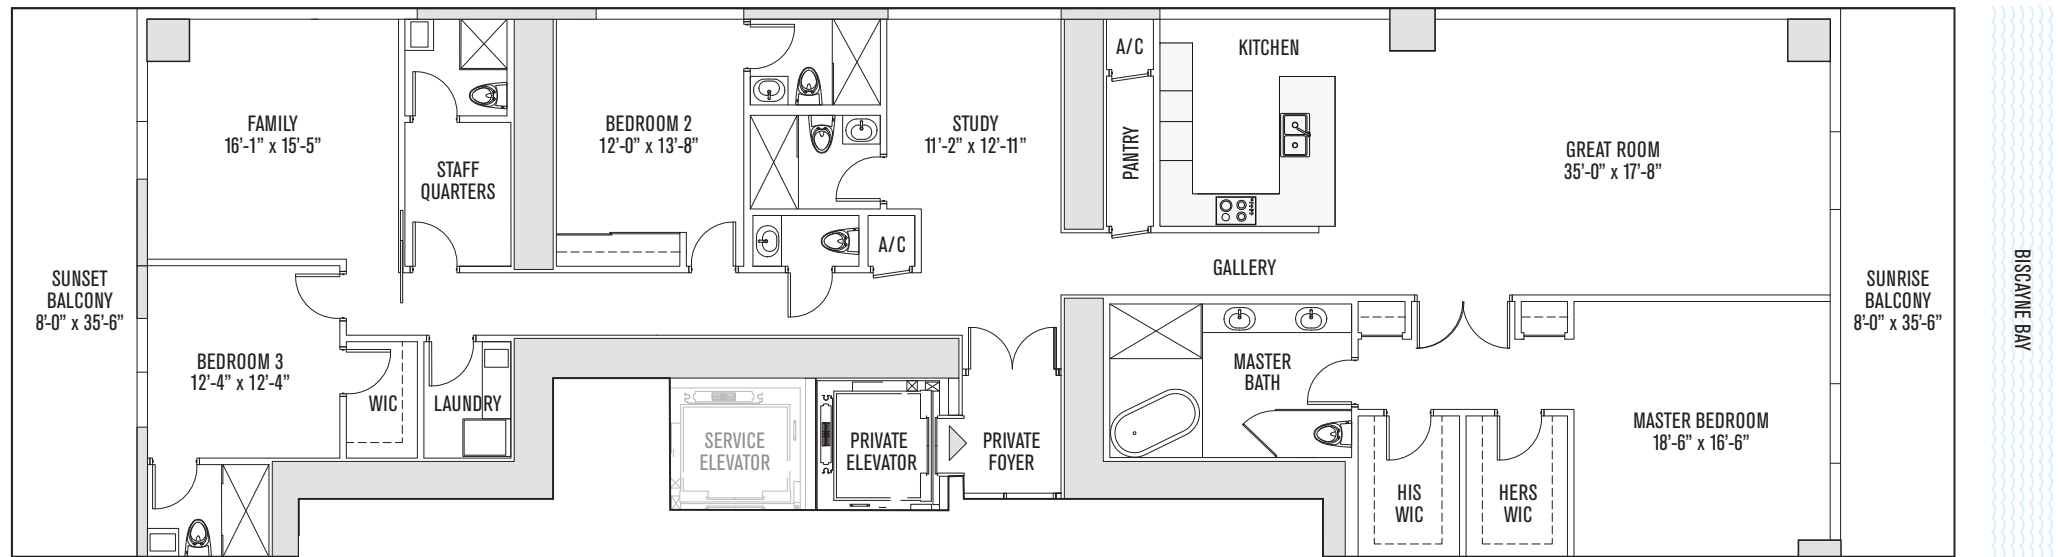 FAMILY
16'-1” x 15'-5”
STAFF
QUARTERS
BEDROOM 2
12'-0” x 13'-8”
STUDY
11'-2” x 12'-11”
A/C
PANTRY
KITCHEN
GREAT ROOM
35'-0” x 17'-8”
A/C
GALLERY
SUNSET
BALCONY
8'-0” x 35'-6”
SUNRISE
BALCONY
8'-0” x 35'-6”
BISCAYNE BAY
BEDROOM 3
12'-4” x 12'-4”
WIC
LAUNDRY
SERVICE
ELEVATOR
PRIVATE
ELEVATOR
PRIVATE
FOYER
MASTER
BATH
MASTER BEDROOM
18'-6” x 16'-6”
HIS
WIC
HERS
WIC